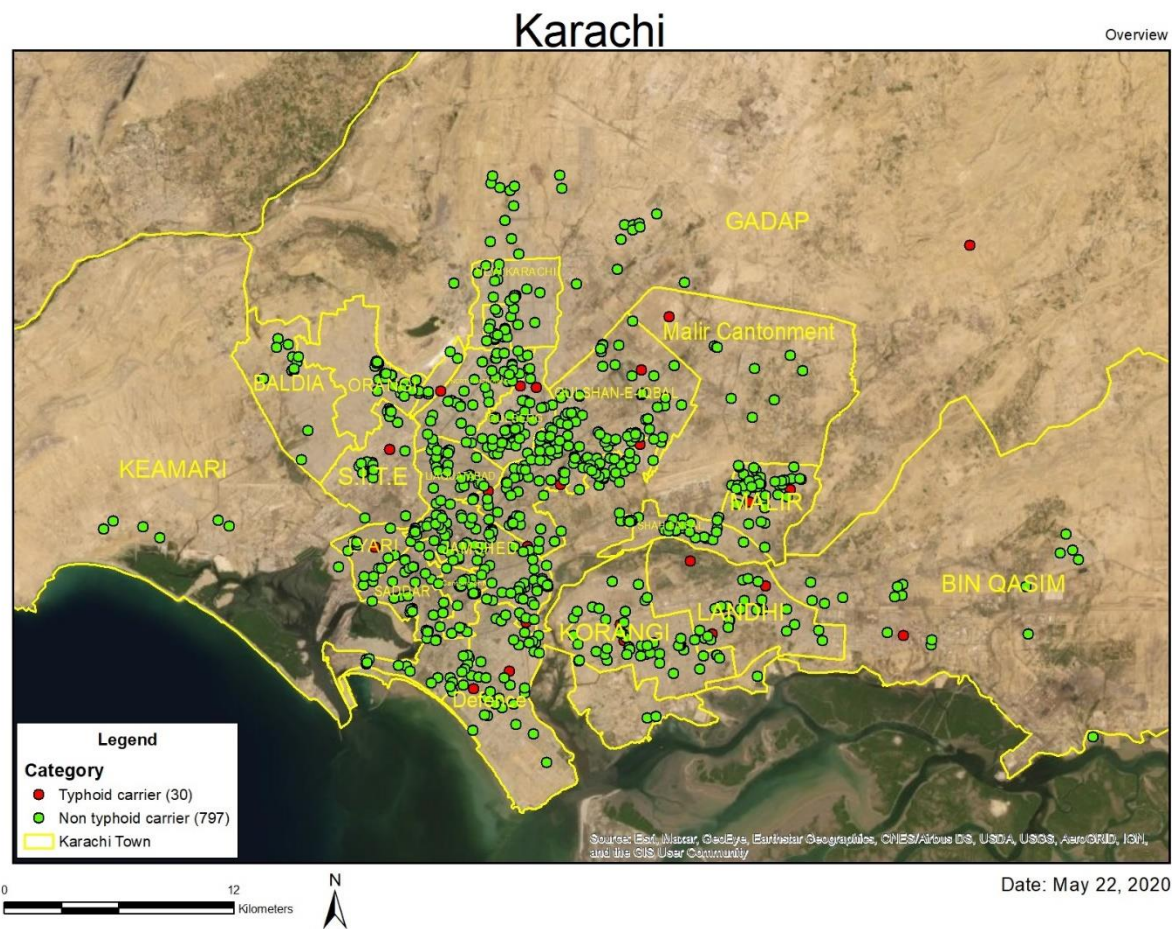 Karachi
Overview
GADAP
Malir Cantonment
BALDIA
ORANGI
GULSHAN-E-IQBAL
KEAMARI
S.I.T.E
MALIR
LYARI
JAMSHED
SADDAR
BIN QASIM
LANDHI
KORANGI
Defence
Legend
Category
Typhoid carrier (30)
Non typhoid carrier (797)
Karachi Town
Source: Esri, Maxar, GeoEye, Earthstar Geographics, CNES/Airbus DS, USDA, USGS, AeroGRID, IGN,
and the GIS User Community
Date: May 22, 2020
0 12
Kilometers
N